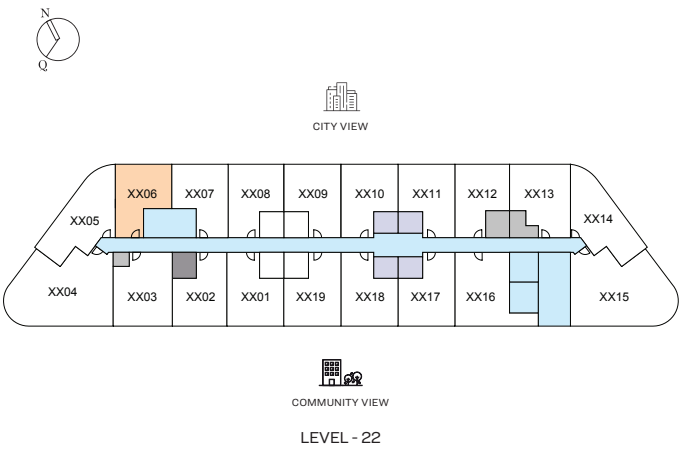 N
Q
CITY VIEW
XX06 XX07 XX08 XX09 XX10 XX11 XX12 XX13
XX05 XX14
XX04 XX03 XX02 XX01 XX19 XX18 XX17 XX16 XX15
COMMUNITY VIEW
LEVEL - 22